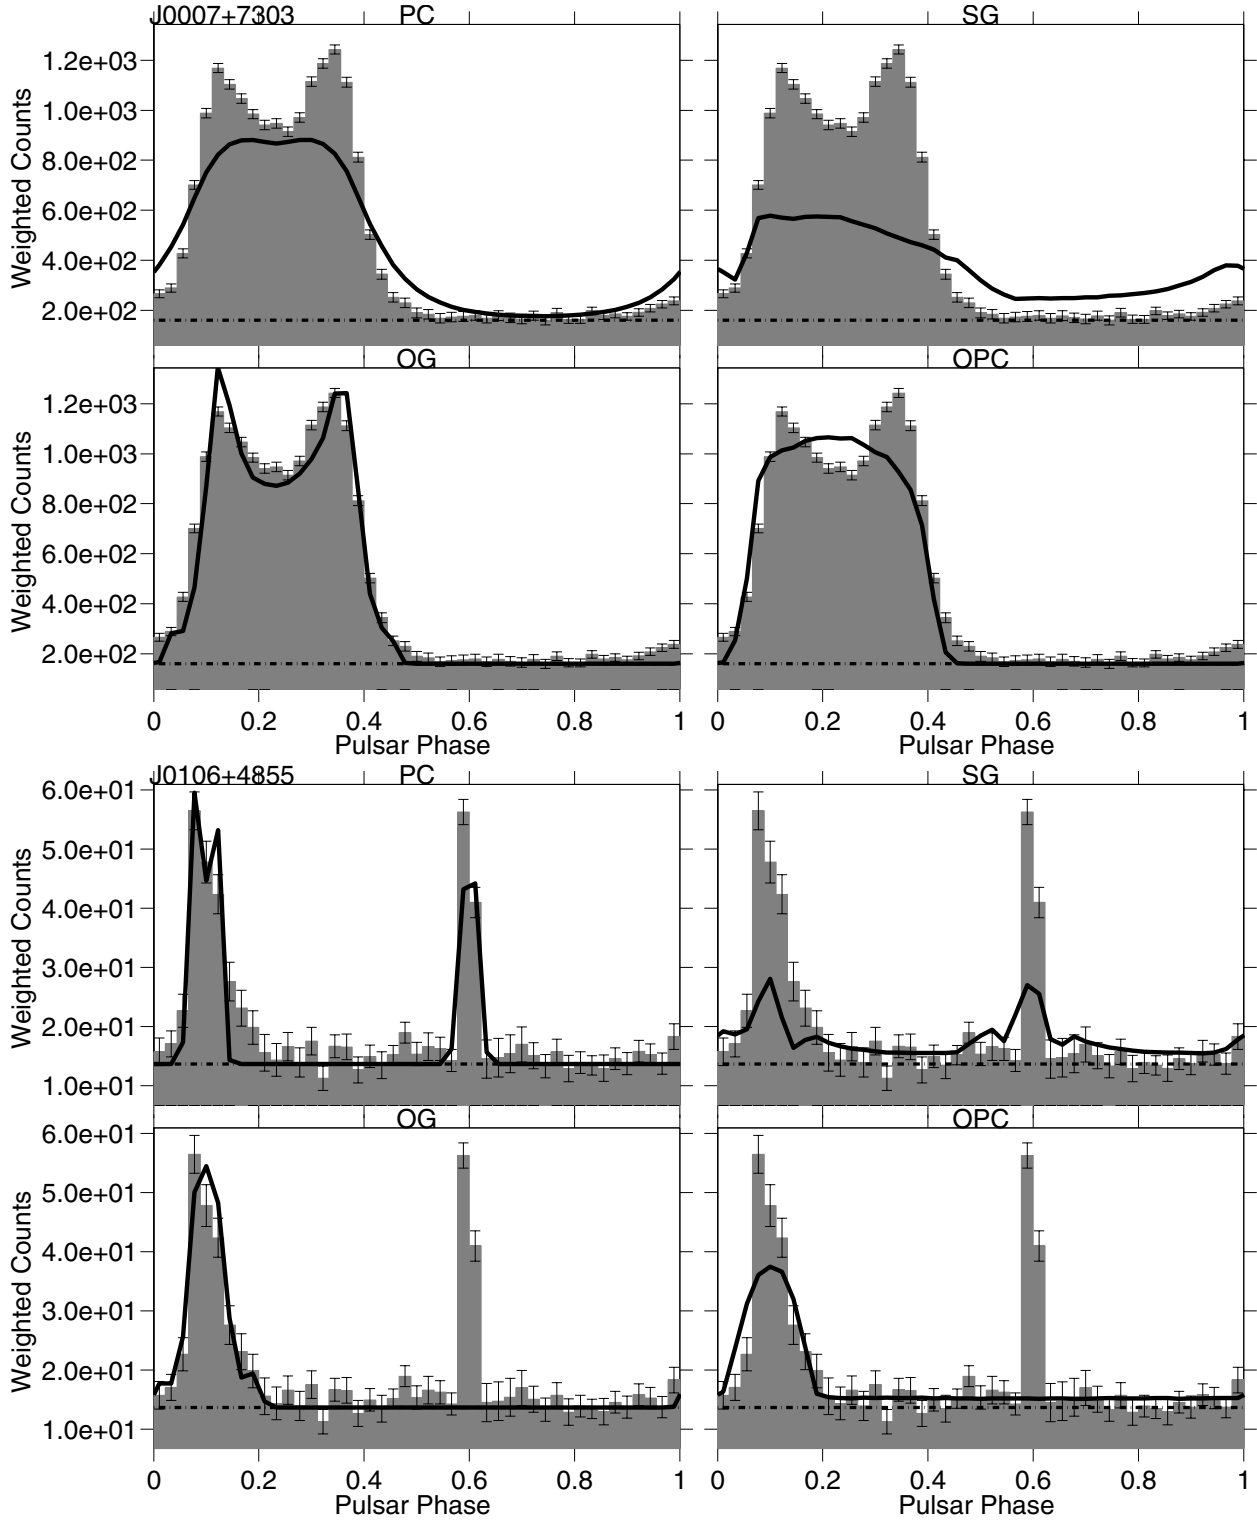 J0007+7303 PC SG
1.2e+03
1.0e+03
8.0e+02
6.0e+02
4.0e+02
2.0e+02
Weighted Counts
OG OPC
1.2e+03
1.0e+03
8.0e+02
6.0e+02
4.0e+02
2.0e+02
Weighted Counts
0 0.2 0.4 0.6 0.8 1 0 0.2 0.4 0.6 0.8 1
Pulsar Phase Pulsar Phase
J0106+4855 PC SG
6.0e+01
5.0e+01
4.0e+01
3.0e+01
2.0e+01
1.0e+01
Weighted Counts
OG OPC
6.0e+01
5.0e+01
4.0e+01
3.0e+01
2.0e+01
1.0e+01
Weighted Counts
0 0.2 0.4 0.6 0.8 1 0 0.2 0.4 0.6 0.8 1
Pulsar Phase Pulsar Phase